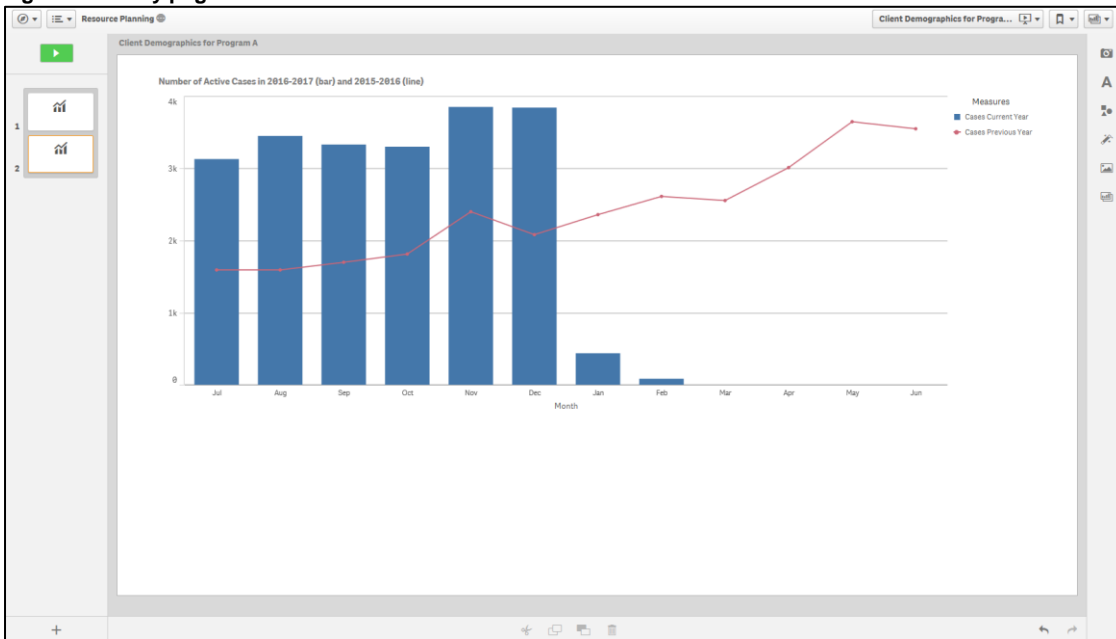 Resource Planning
Client Demographics for Progra...
Client Demographics for Program A
Number of Active Cases in 2016-2017 (bar) and 2015-2016 (line)
4k
3k
2k
1k
0
Jul Aug Sep Oct Nov Dec Jan Feb Mar Apr May Jun
Month
Measures
Cases Current Year
Cases Previous Year
1
2
A